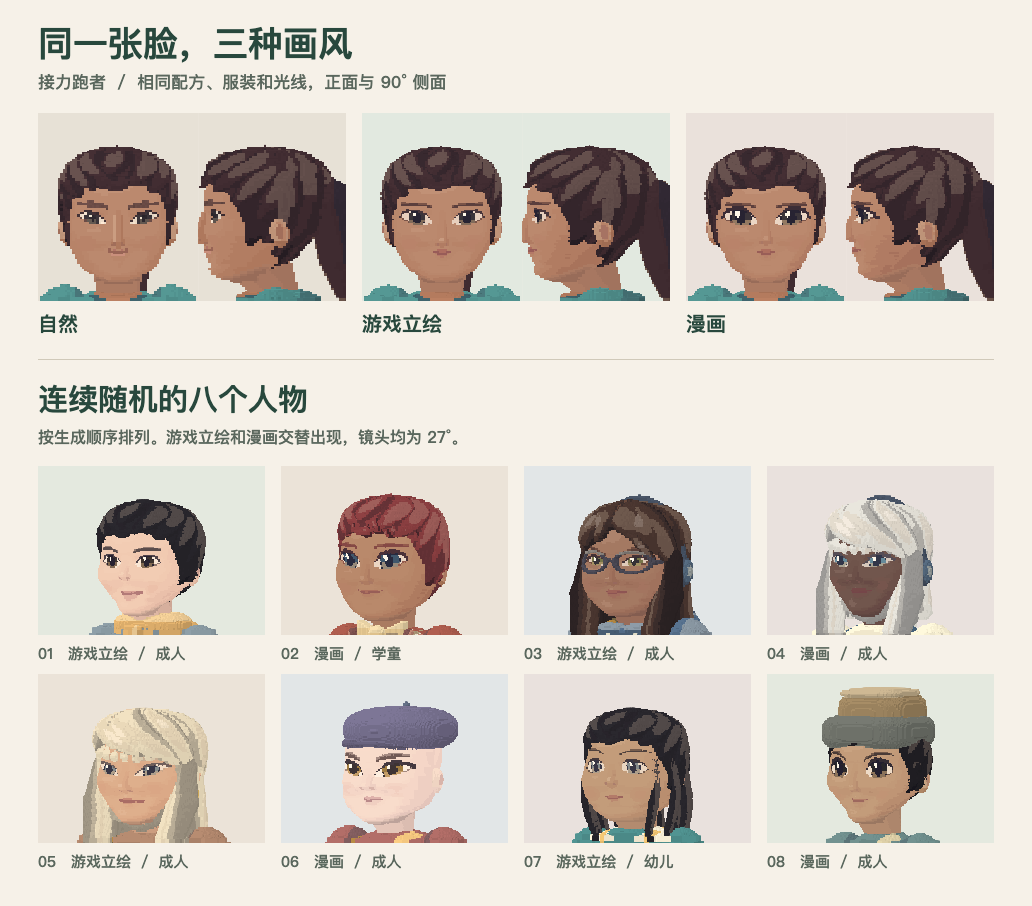 同一张脸，三种画风
接力跑者 / 相同配方、服装和光线，正面与 90° 侧面
自然
游戏立绘
漫画
连续随机的八个人物
按生成顺序排列。游戏立绘和漫画交替出现，镜头均为 27°。
01 游戏立绘 / 成人
02 漫画 / 学童
03 游戏立绘 / 成人
04 漫画 / 成人
05 游戏立绘 / 成人
06 漫画 / 成人
07 游戏立绘 / 幼儿
08 漫画 / 成人